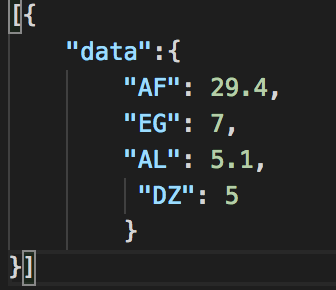 [{
"data":{
"AF": 29.4,
"EG": 7,
"AL": 5.1,
"DZ": 5
}
}]